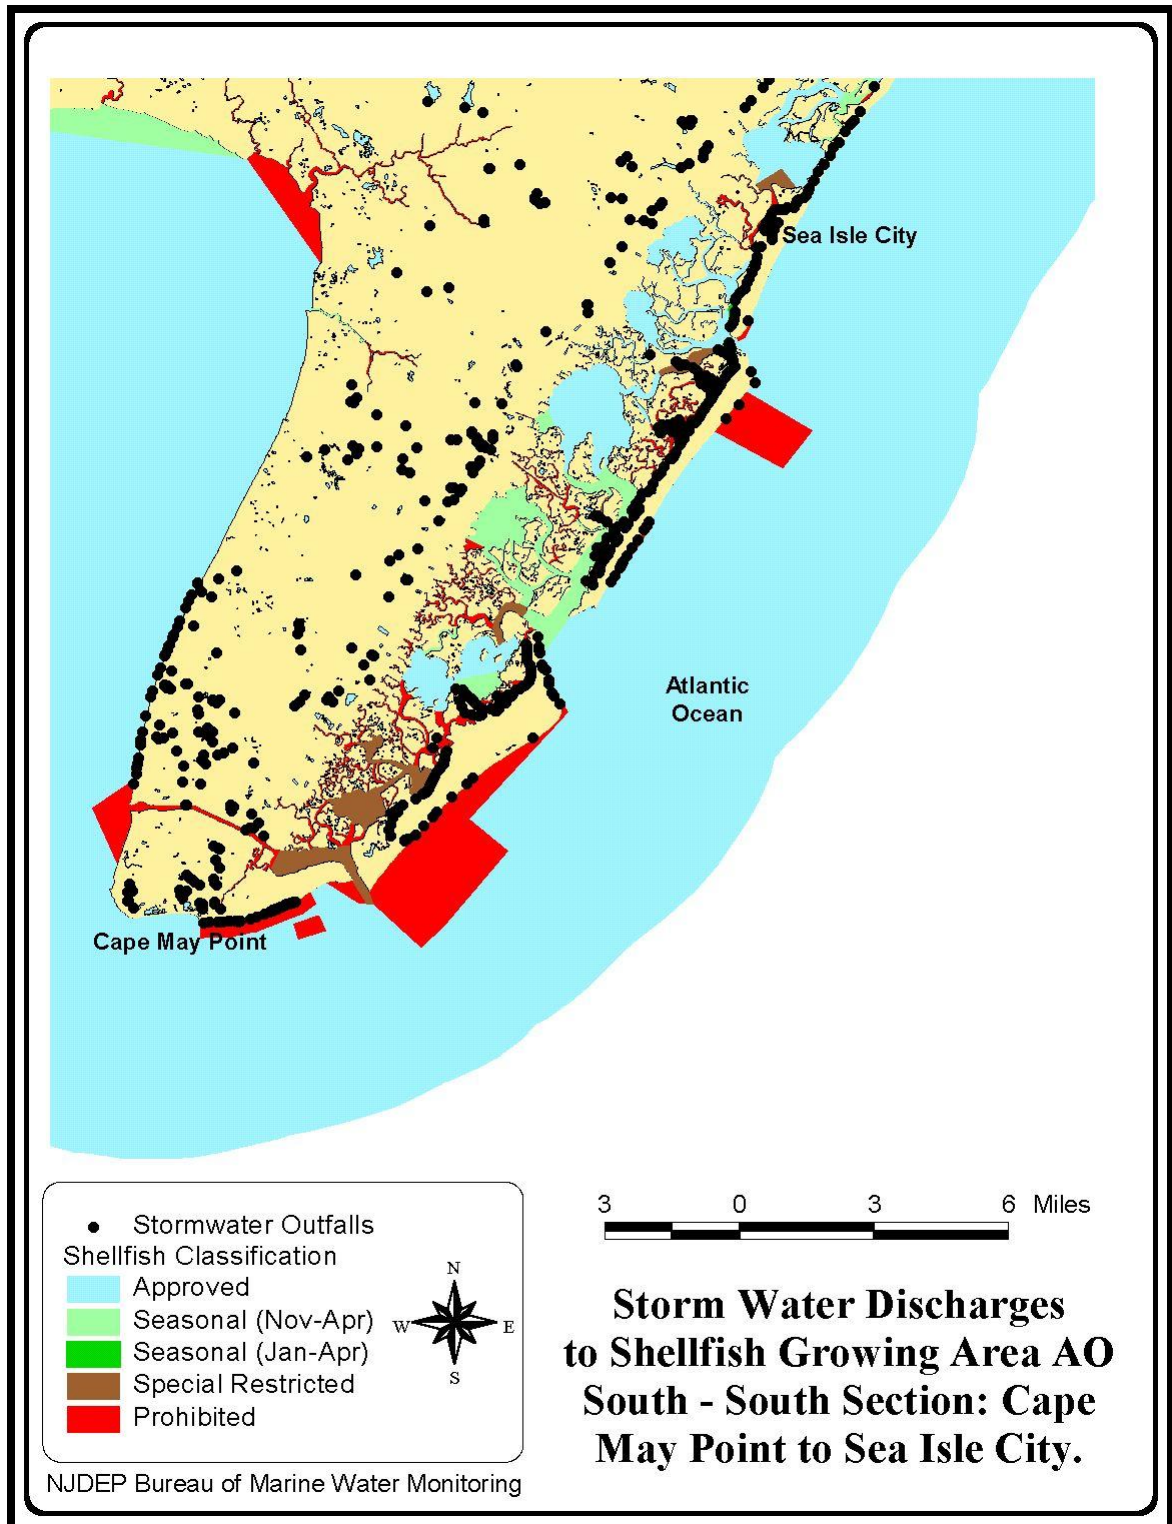 Sea Isle City
Atlantic
Ocean
Cape May Point
Stormwater Outfalls
Shellfish Classification
Approved
Seasonal (Nov-Apr)
Seasonal (Jan-Apr)
Special Restricted
Prohibited
N
W
E
S
NJDEP Bureau of Marine Water Monitoring
3 0 3 6 Miles
Storm Water Discharges
to Shellfish Growing Area AO
South - South Section: Cape
May Point to Sea Isle City.